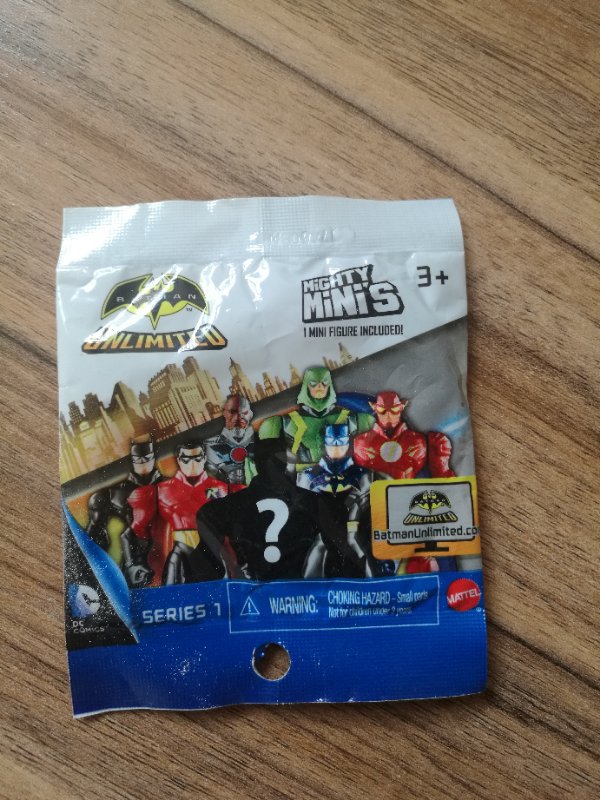 BATMAN
UNLIMITED
MIGHTY
MINIS
1 MINI FIGURE INCLUDED!
3+
?
UNLIMITED
BatmanUnlimited.co
DC
COMICS
SERIES 1
WARNING: CHOKING HAZARD - Small parts
Not for children under 3 years.
MATTEL